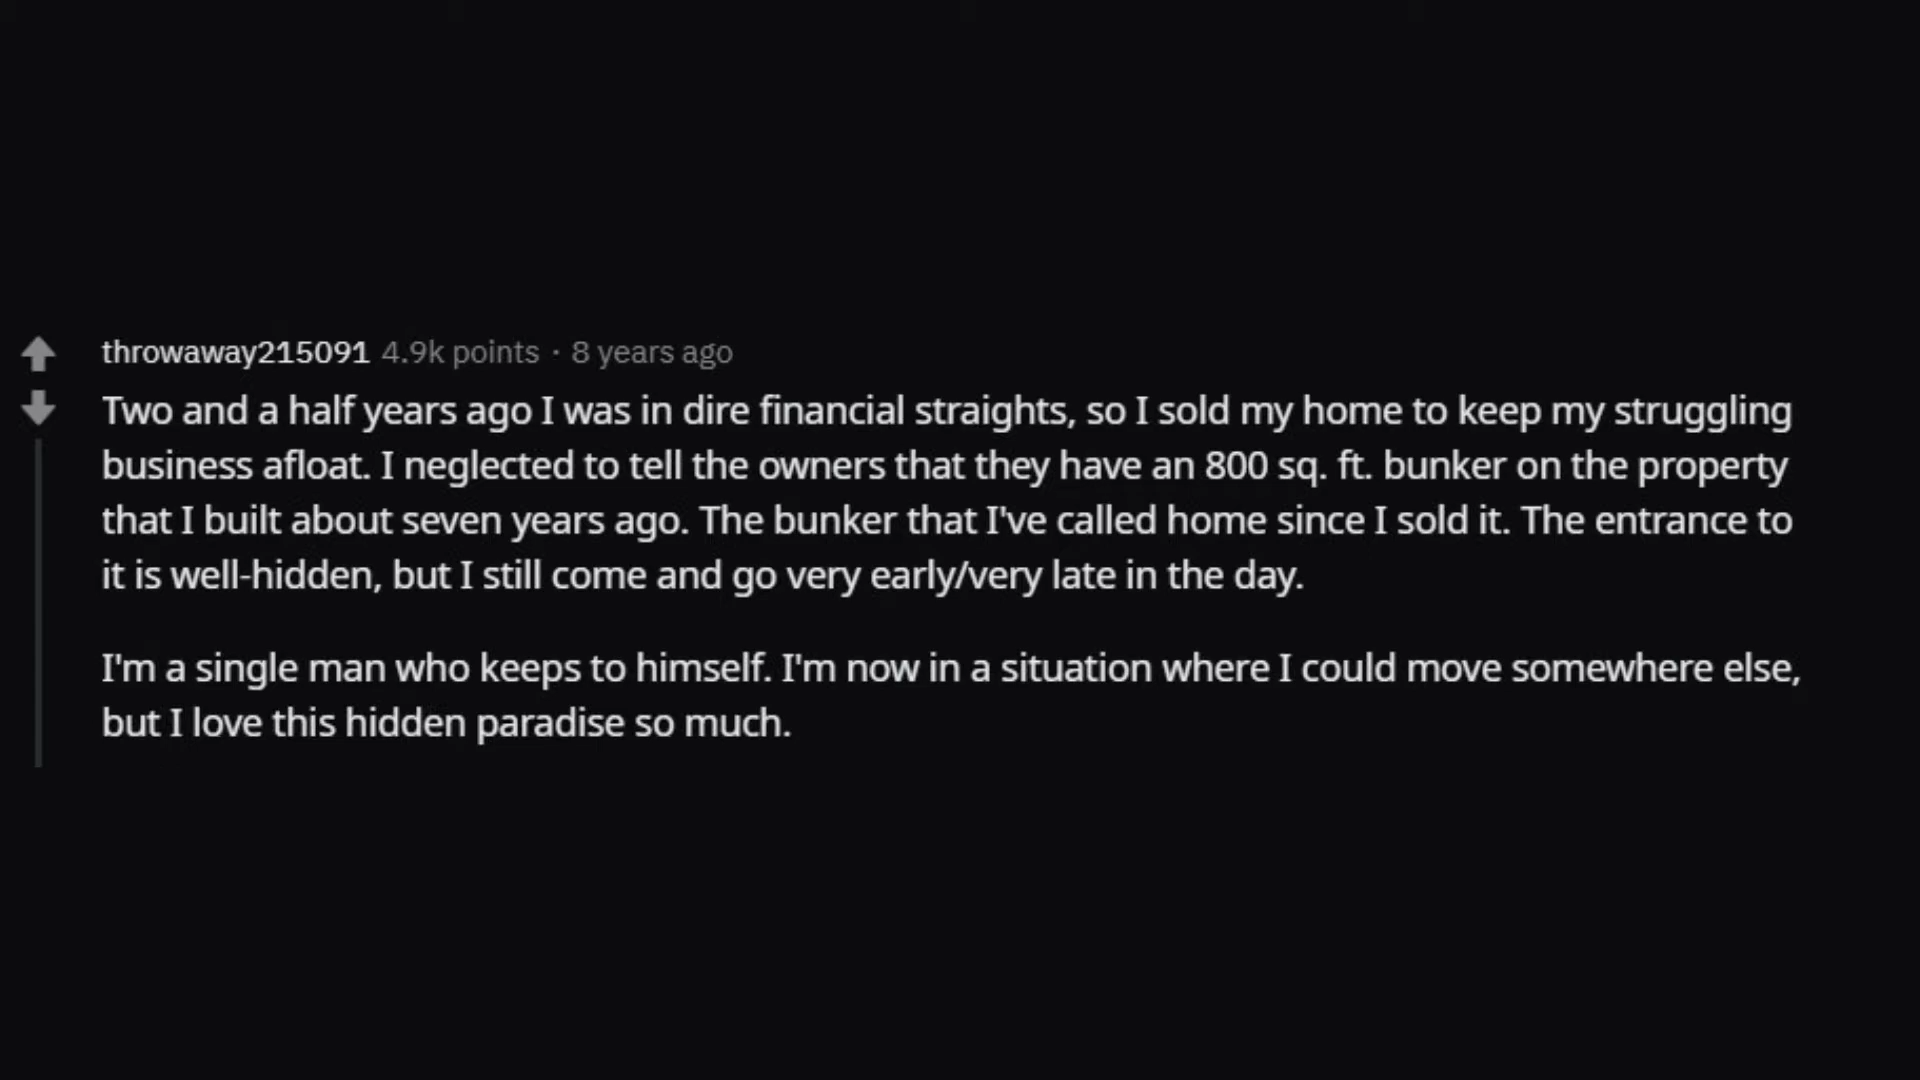 throwaway215091 4.9k points · 8 years ago
Two and a half years ago I was in dire financial straights, so I sold my home to keep my struggling
business afloat. I neglected to tell the owners that they have an 800 sq. ft. bunker on the property
that I built about seven years ago. The bunker that I've called home since I sold it. The entrance to
it is well-hidden, but I still come and go very early/very late in the day.
I'm a single man who keeps to himself. I'm now in a situation where I could move somewhere else,
but I love this hidden paradise so much.